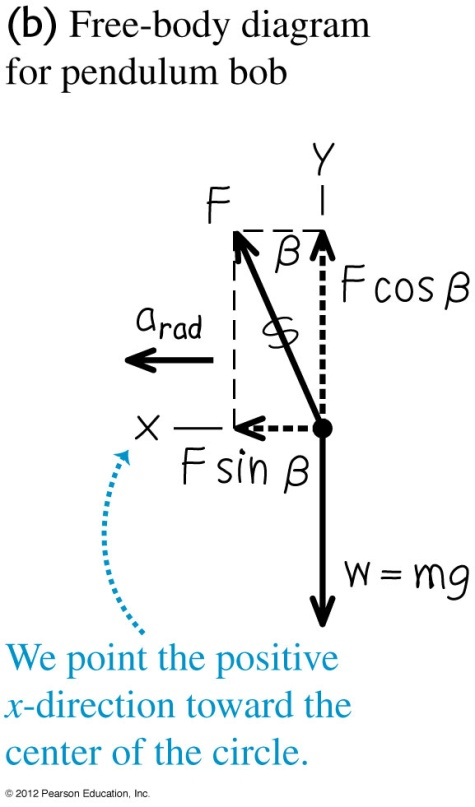 (b) Free-body diagram
for pendulum bob
Y
F
β
F cos β
a rad
X
F sin β
w = mg
We point the positive
x-direction toward the
center of the circle.
© 2012 Pearson Education, Inc.